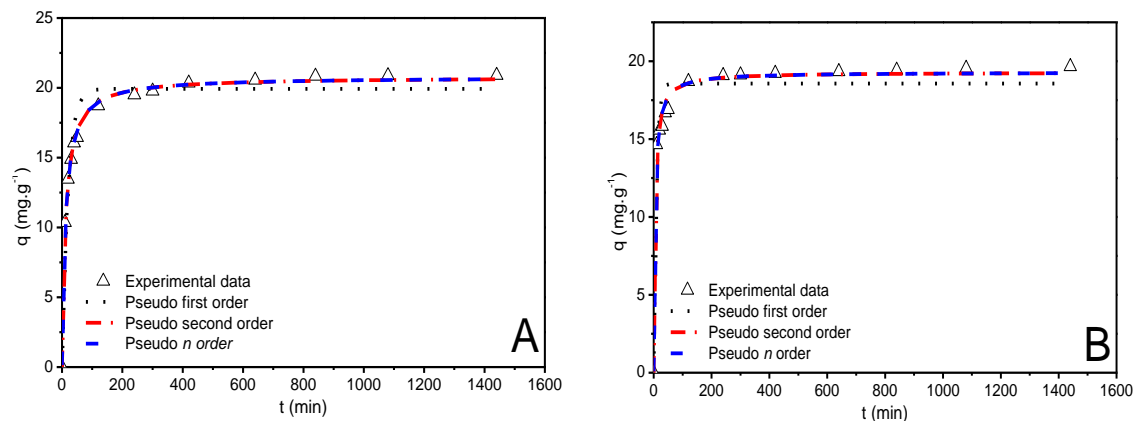 25
20
15
10
5
0
q (mg.g⁻¹)
Experimental data
Pseudo first order
Pseudo second order
Pseudo n order
A
0 200 400 600 800 1000 1200 1400 1600
t (min)
20
15
10
5
0
q (mg.g⁻¹)
Experimental data
Pseudo first order
Pseudo second order
Pseudo n order
B
0 200 400 600 800 1000 1200 1400 1600
t (min)